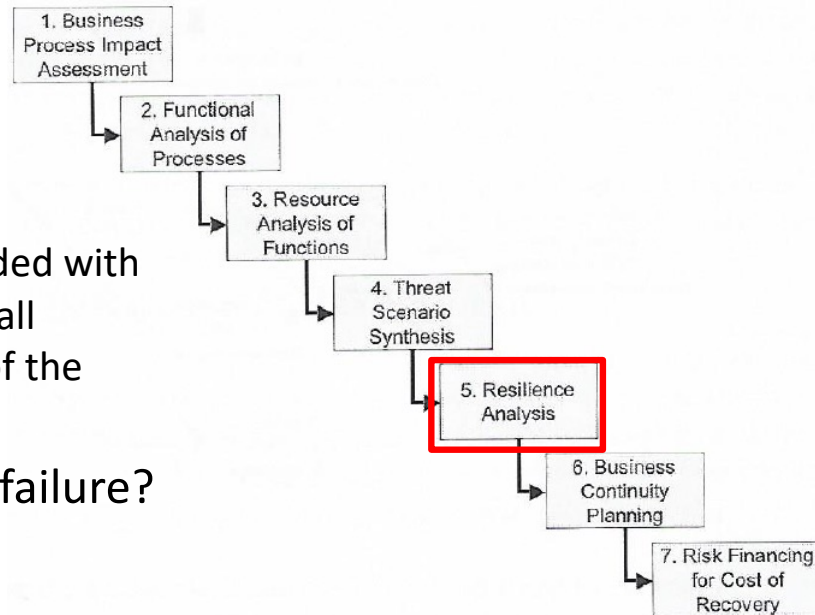 1. Business
Process Impact
Assessment
2. Functional
Analysis of
Processes
3. Resource
Analysis of
Functions
ded with
all
of the
failure?
4. Threat
Scenario
Synthesis
5. Resilience
Analysis
6. Business
Continuity
Planning
7. Risk Financing
for Cost of
Recovery